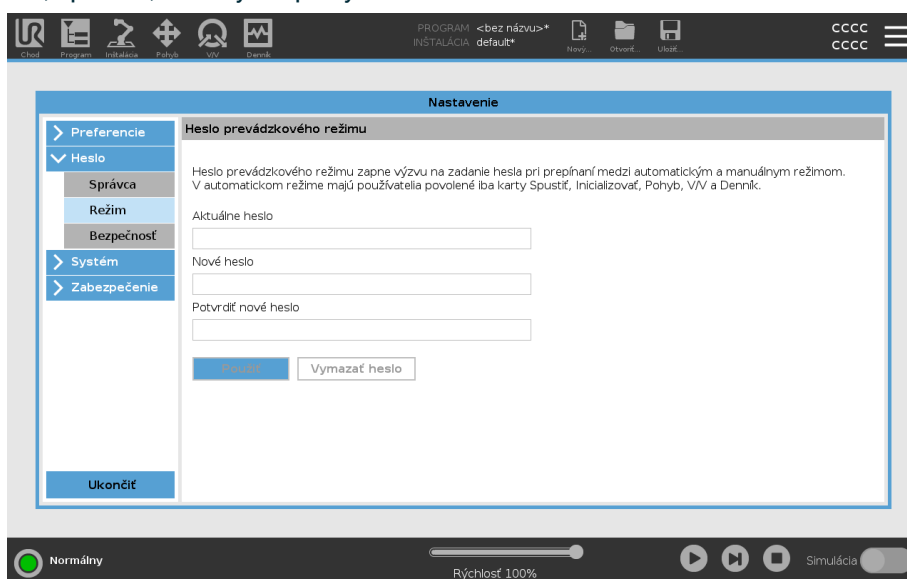 PROGRAM <bez názvu>*
INŠTALÁCIA default*
CCCC
CCCC
Chod Program Inštalácia Pohyb V/V Denník Nový... Otvoriť... Uložiť...
Nastavenie
Preferencie
Heslo
Správca
Režim
Bezpečnosť
Systém
Zabezpečenie
Ukončiť
Heslo prevádzkového režimu
Heslo prevádzkového režimu zapne výzvu na zadanie hesla pri prepínaní medzi automatickým a manuálnym režimom.
V automatickom režime majú používatelia povolené iba karty Spustiť, Inicializovať, Pohyb, V/V a Denník.
Aktuálne heslo
Nové heslo
Potvrdiť nové heslo
Použiť Vymazať heslo
Normálny
Rýchlosť 100%
Simulácia